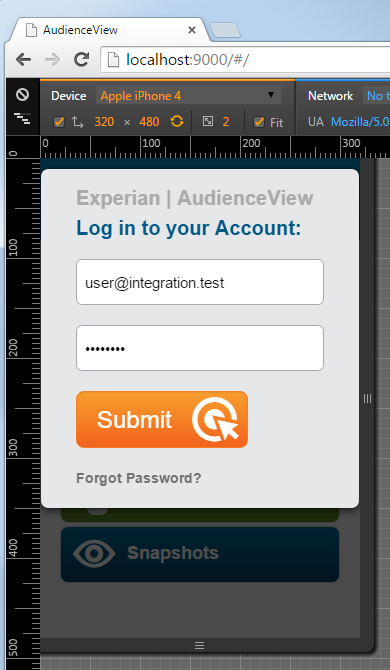 AudienceView
localhost:9000/#/
Device Apple iPhone 4 Network No t
320 × 480 2 Fit UA Mozilla/5.0
0 100 200 300
0
100
200
300
400
500
Experian | AudienceView
Log in to your Account:
user@integration.test
••••••••
Submit
Forgot Password?
Snapshots